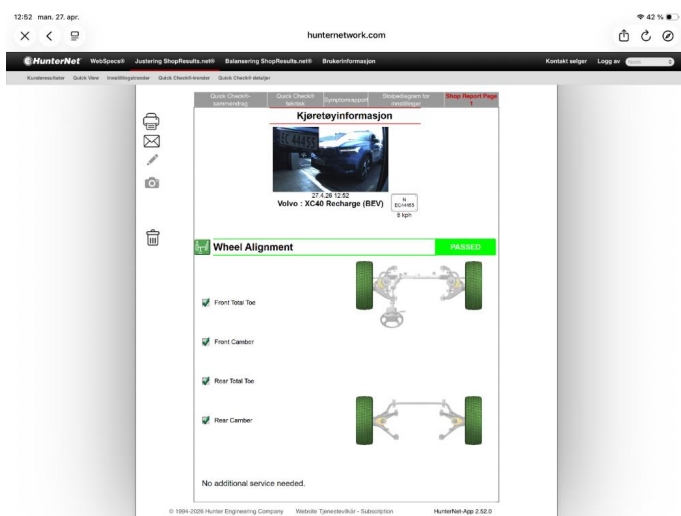 12:52 man. 27. apr.
42 %
hunternetwork.com
HunterNet WebSpecs® Justering ShopResults.net® Balansering ShopResults.net® Brukerinformasjon Kontakt selger Logg av
Kunderesultater Quick View Innstillingstrender Quick Check®-trender Quick Check® detaljer
Quick Check®-sammendrag
Quick Check® teknisk
Symptomrapport
Stolpediagram for innstillinger
Shop Report Page 1
Kjøretøyinformasjon
EC 44455
27.4.26 12:52
Volvo : XC40 Recharge (BEV)
N
6 kph
Wheel Alignment PASSED
Front Total Toe
Front Camber
Rear Total Toe
Rear Camber
No additional service needed.
© 1994-2026 Hunter Engineering Company Website Tjenestevilkår - Subscription HunterNet-App 2.52.0